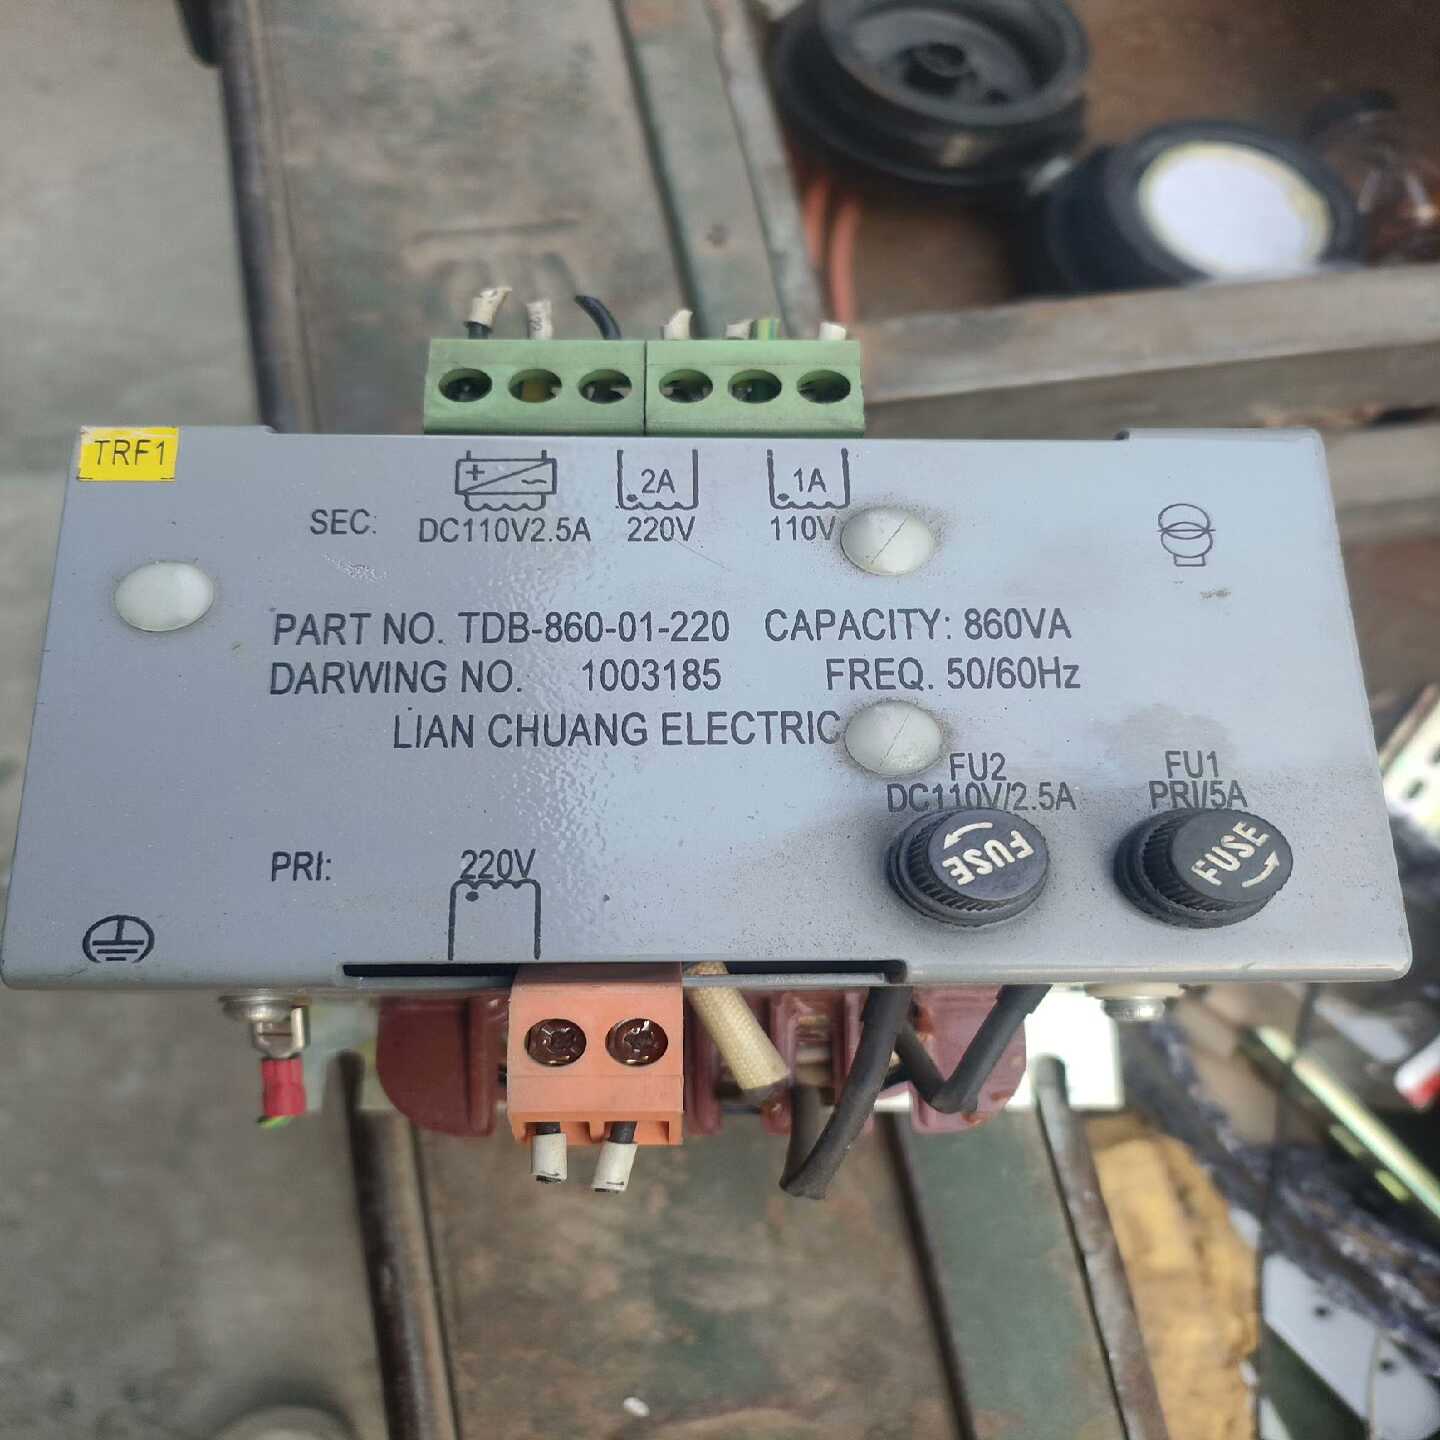 TRF1
+ ~ 2A 1A
SEC: DC110V2.5A 220V 110V
PART NO. TDB-860-01-220 CAPACITY: 860VA
DARWING NO. 1003185 FREQ. 50/60Hz
LIAN CHUANG ELECTRIC
FU2 FU1
DC110V/2.5A PRI/5A
FUSE FUSE
PRI: 220V